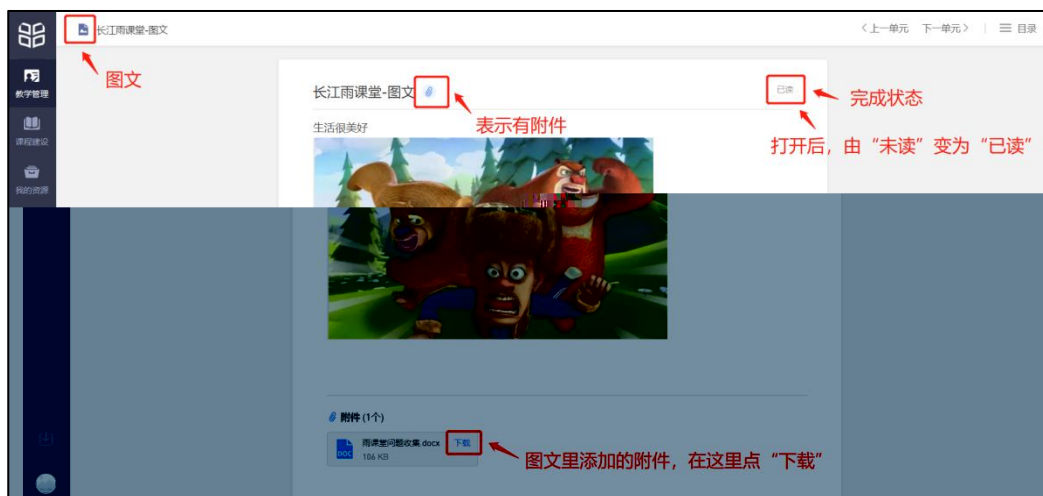 长江雨课堂-图文
〈上一单元 下一单元〉 目录
教学管理
课程建设
我的资源
图文
长江雨课堂-图文
已读
完成状态
表示有附件
打开后，由“未读”变为“已读”
生活很美好
附件 (1个)
雨课堂问题收集.docx 下载
DOC
186 KB
图文里添加的附件，在这里点“下载”